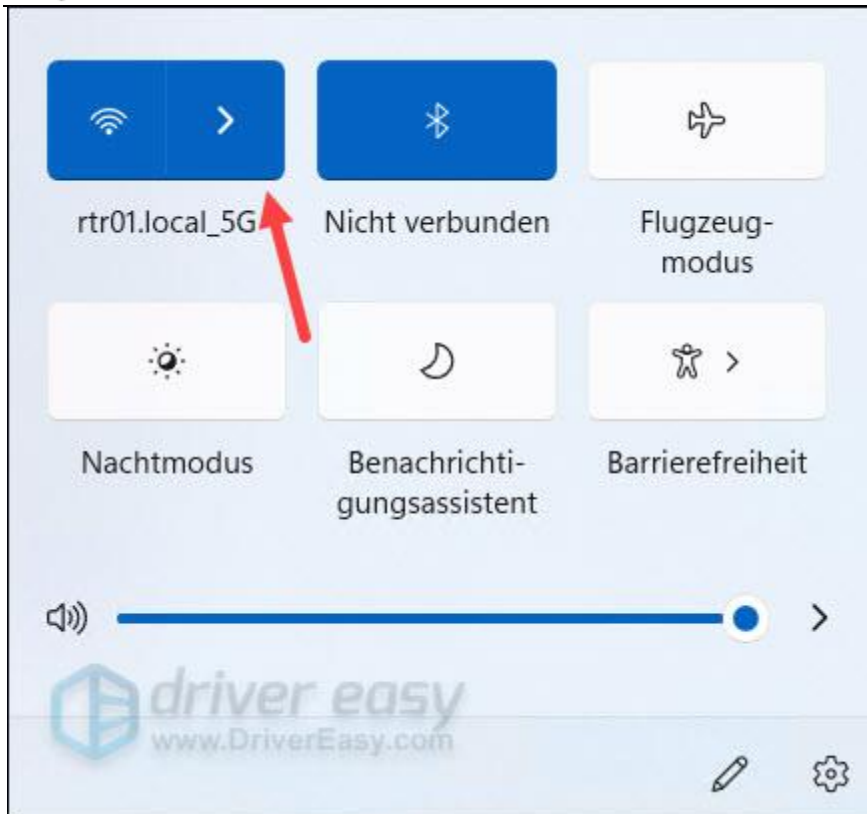 rtr01.local_5G
Nicht verbunden
Flugzeug-
modus
Nachtmodus
Benachrichti-
gungsassistent
Barrierefreiheit
driver easy
www.DriverEasy.com